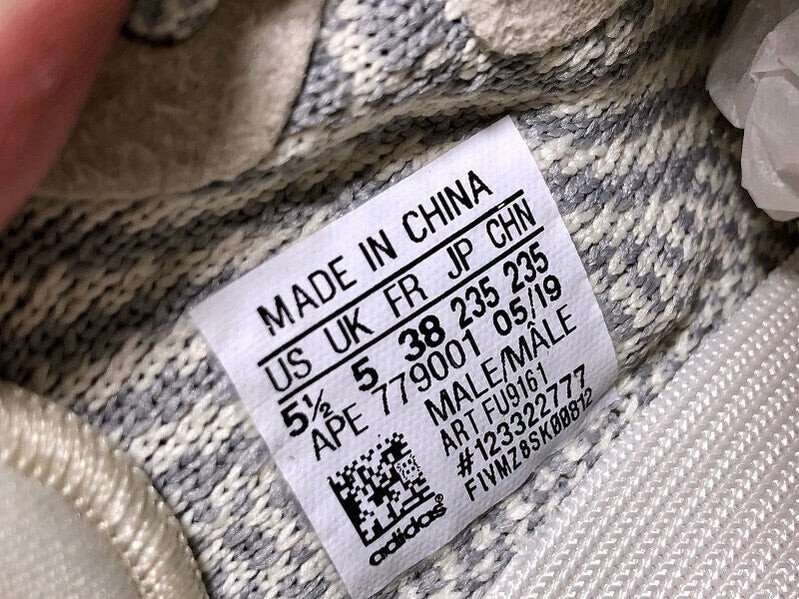 MADE IN CHINA
US UK FR JP CHN
5½ 5 38 235 235
APE 779001 05/19
MALE/MÂLE
ART FU9161
#123322777
F1VMZ8SK00812
adidas®